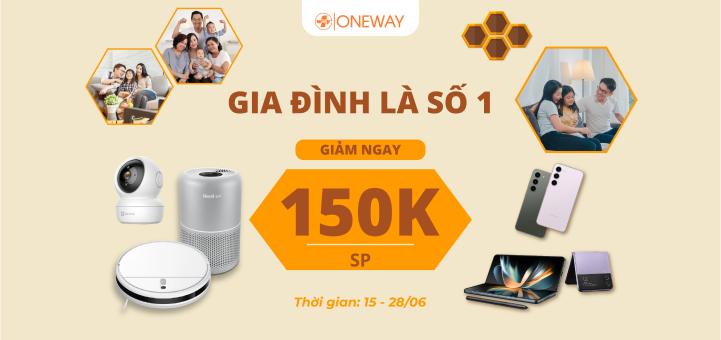 ONEWAY
GIA ĐÌNH LÀ SỐ 1
GIẢM NGAY
150K
SP
Thời gian: 15 - 28/06